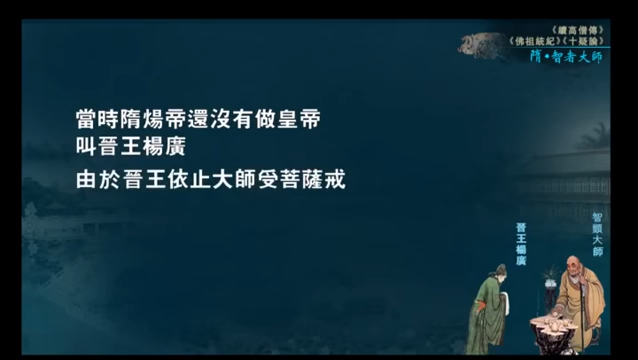 《續高僧傳》
《佛祖統紀》《十疑論》
隋•智者大師
當時隋煬帝還沒有做皇帝
叫晉王楊廣
由於晉王依止大師受菩薩戒
晉王楊廣
智顗大師